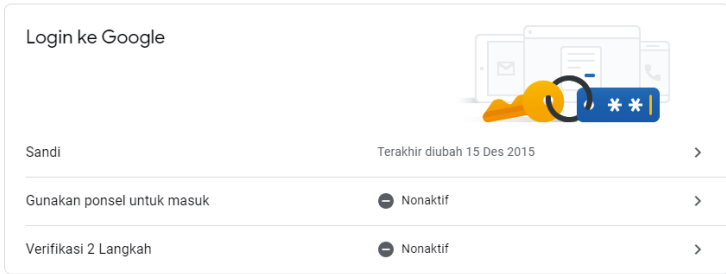 Login ke Google
**
Sandi
Terakhir diubah 15 Des 2015
Gunakan ponsel untuk masuk
Nonaktif
Verifikasi 2 Langkah
Nonaktif